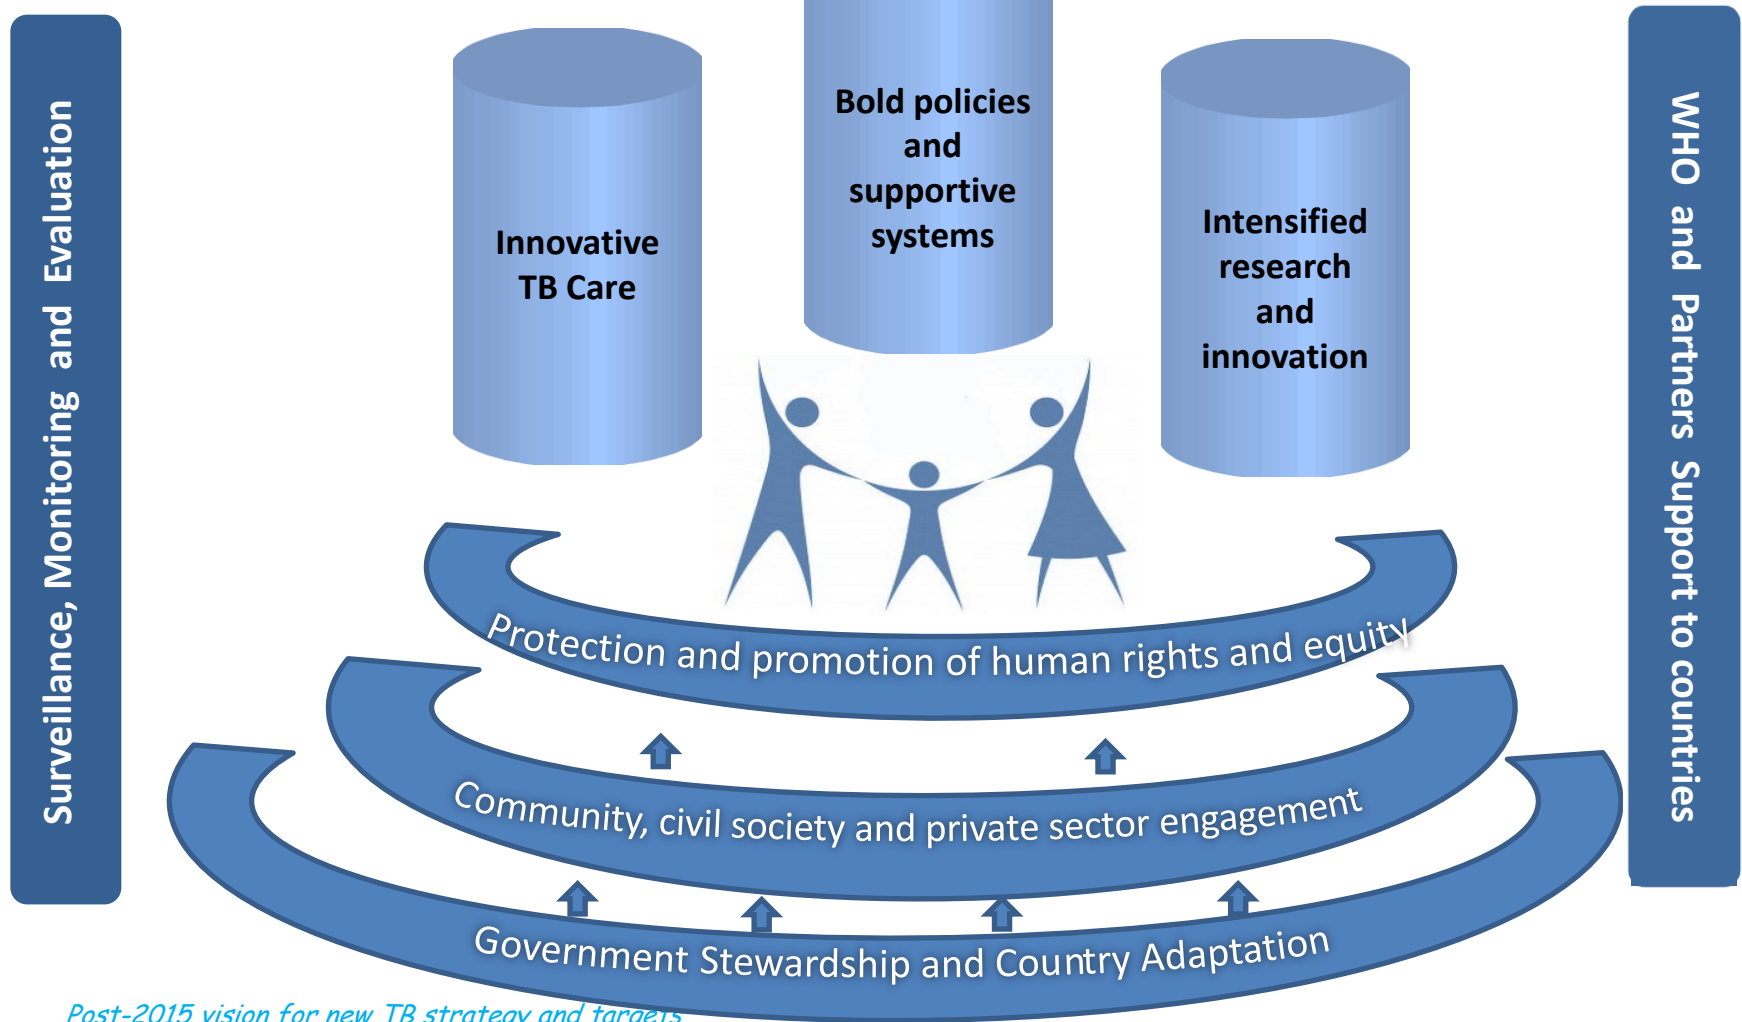 Surveillance, Monitoring and Evaluation
Innovative
TB Care
Bold policies
and
supportive
systems
Intensified
research
and
innovation
WHO and Partners Support to countries
Protection and promotion of human rights and equity
Community, civil society and private sector engagement
Government Stewardship and Country Adaptation
Post-2015 vision for new TB strategy and targets